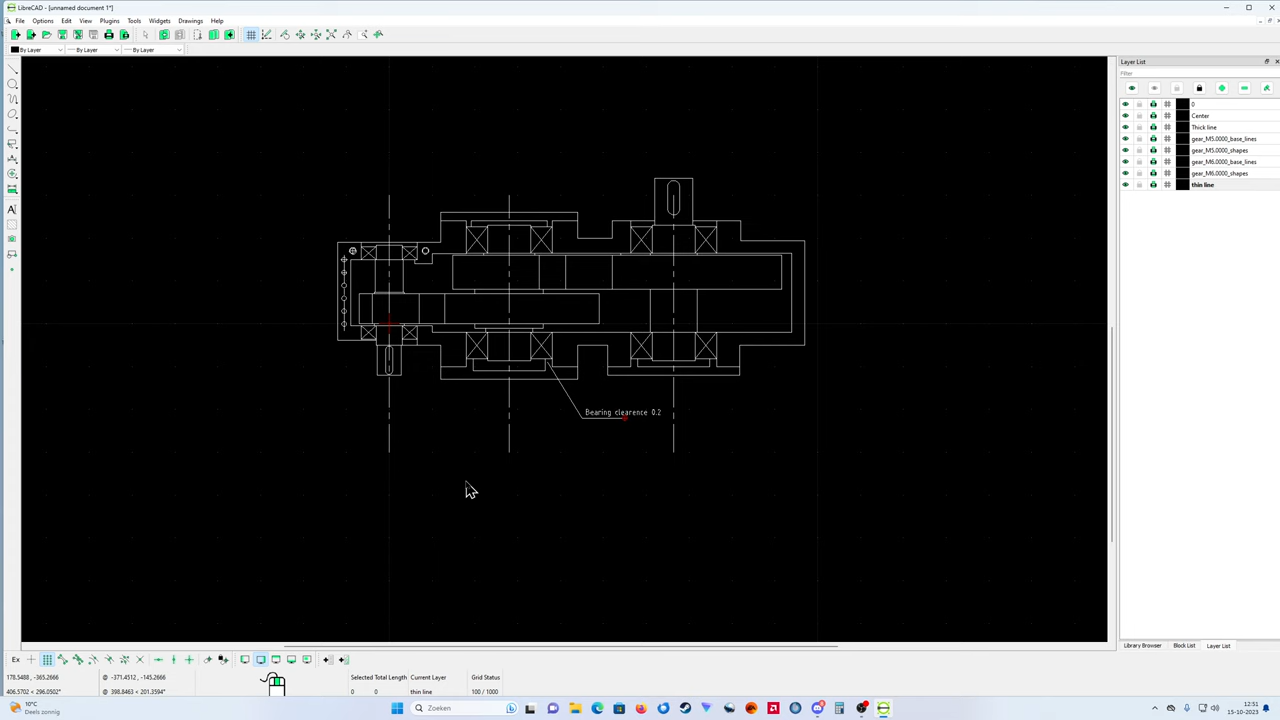 LibreCAD - [unnamed document 1*]
File Options Edit View Plugins Tools Widgets Drawings Help
By Layer By Layer By Layer
Layer List
Filter
0
Center
Thick line
gear_M5.0000_base_lines
gear_M5.0000_shapes
gear_M6.0000_base_lines
gear_M6.0000_shapes
thin line
Bearing clearence 0.2
Library Browser Block List Layer List
Ex
178.5488 , -365.2666 @ -371.4512 , -145.2666 Selected Total Length Current Layer Grid Status
406.5702 < 296.0502° @ 398.8463 < 201.3594° 0 0 thin line 100 / 1000
10°C
Deels zonnig
Zoeken
12:51
15-10-2023